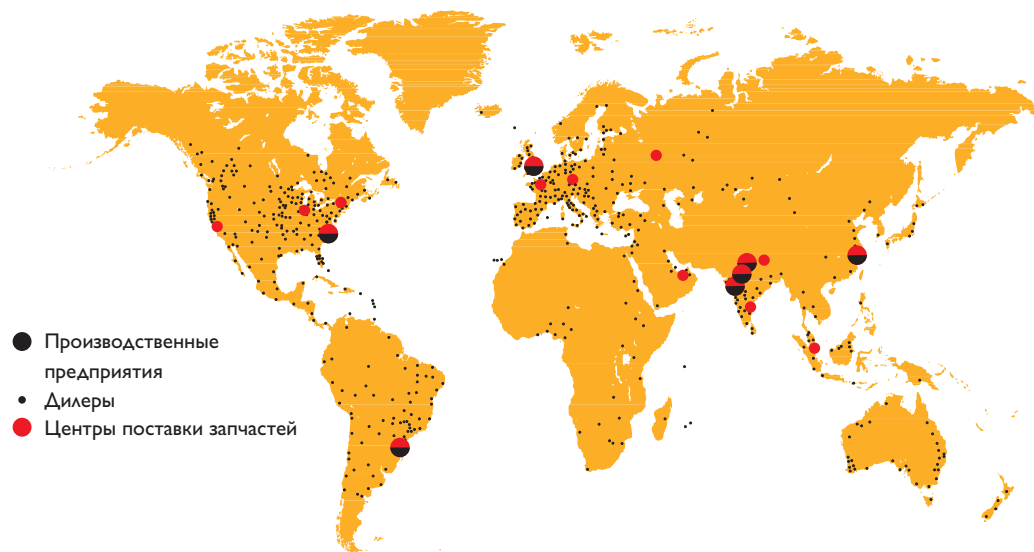 Производственные
предприятия
Дилеры
Центры поставки запчастей